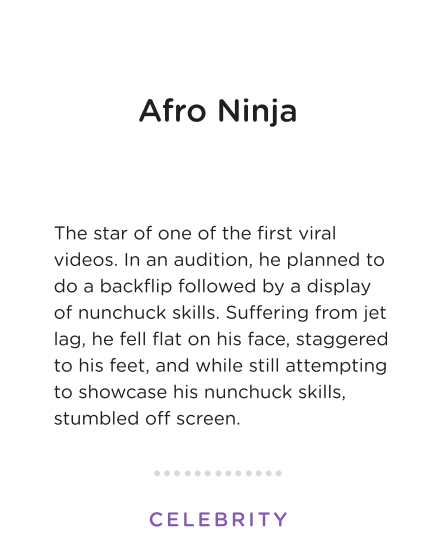 Afro Ninja
The star of one of the first viral
videos. In an audition, he planned to
do a backflip followed by a display
of nunchuck skills. Suffering from jet
lag, he fell flat on his face, staggered
to his feet, and while still attempting
to showcase his nunchuck skills,
stumbled off screen.
CELEBRITY